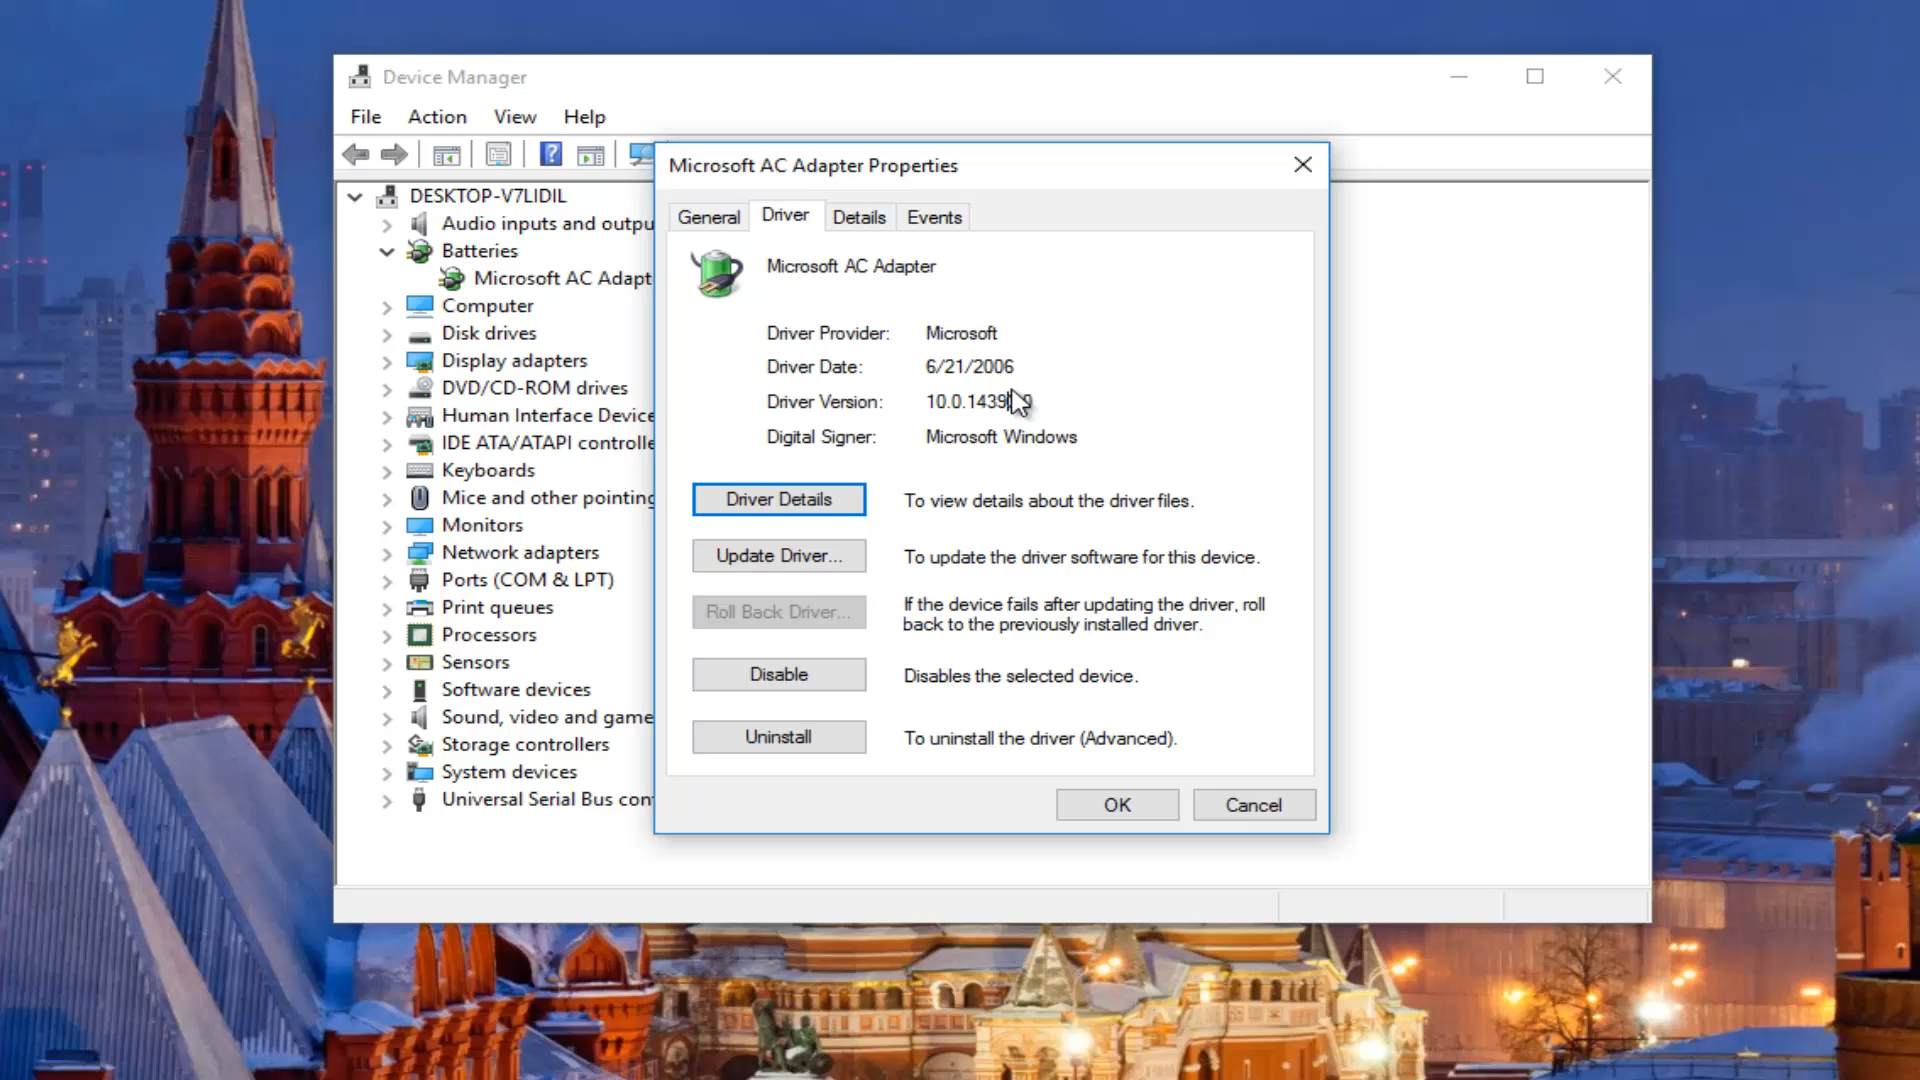 Device Manager
File Action View Help
Microsoft AC Adapter Properties
DESKTOP-V7LIDIL
Audio inputs and outpu
Batteries
Microsoft AC Adapt
Computer
Disk drives
Display adapters
DVD/CD-ROM drives
Human Interface Device
IDE ATA/ATAPI controlle
Keyboards
Mice and other pointing
Monitors
Network adapters
Ports (COM & LPT)
Print queues
Processors
Sensors
Software devices
Sound, video and game
Storage controllers
System devices
Universal Serial Bus con
General Driver Details Events
Microsoft AC Adapter
Driver Provider: Microsoft
Driver Date: 6/21/2006
Driver Version:
Digital Signer: Microsoft Windows
Driver Details To view details about the driver files.
Update Driver... To update the driver software for this device.
Roll Back Driver... If the device fails after updating the driver, roll
back to the previously installed driver.
Disable Disables the selected device.
Uninstall To uninstall the driver (Advanced).
OK Cancel